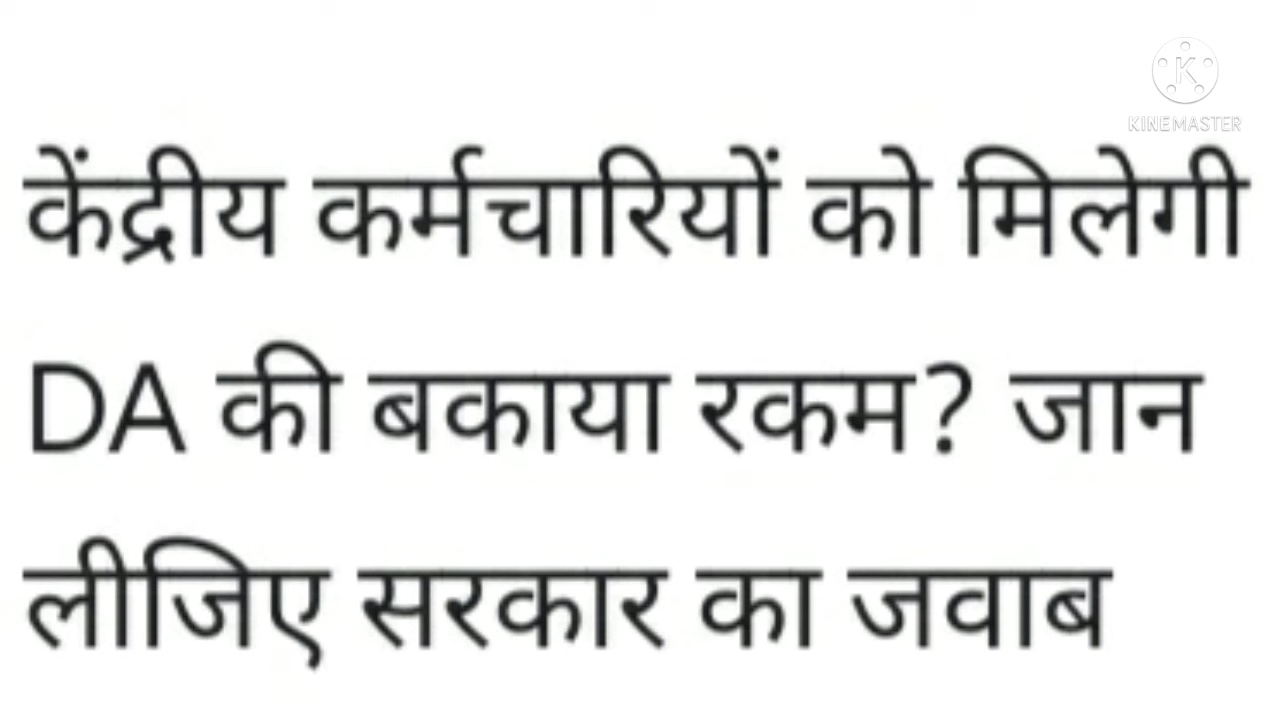 KINEMASTER
केंद्रीय कर्मचारियों को मिलेगी
DA की बकाया रकम? जान
लीजिए सरकार का जवाब